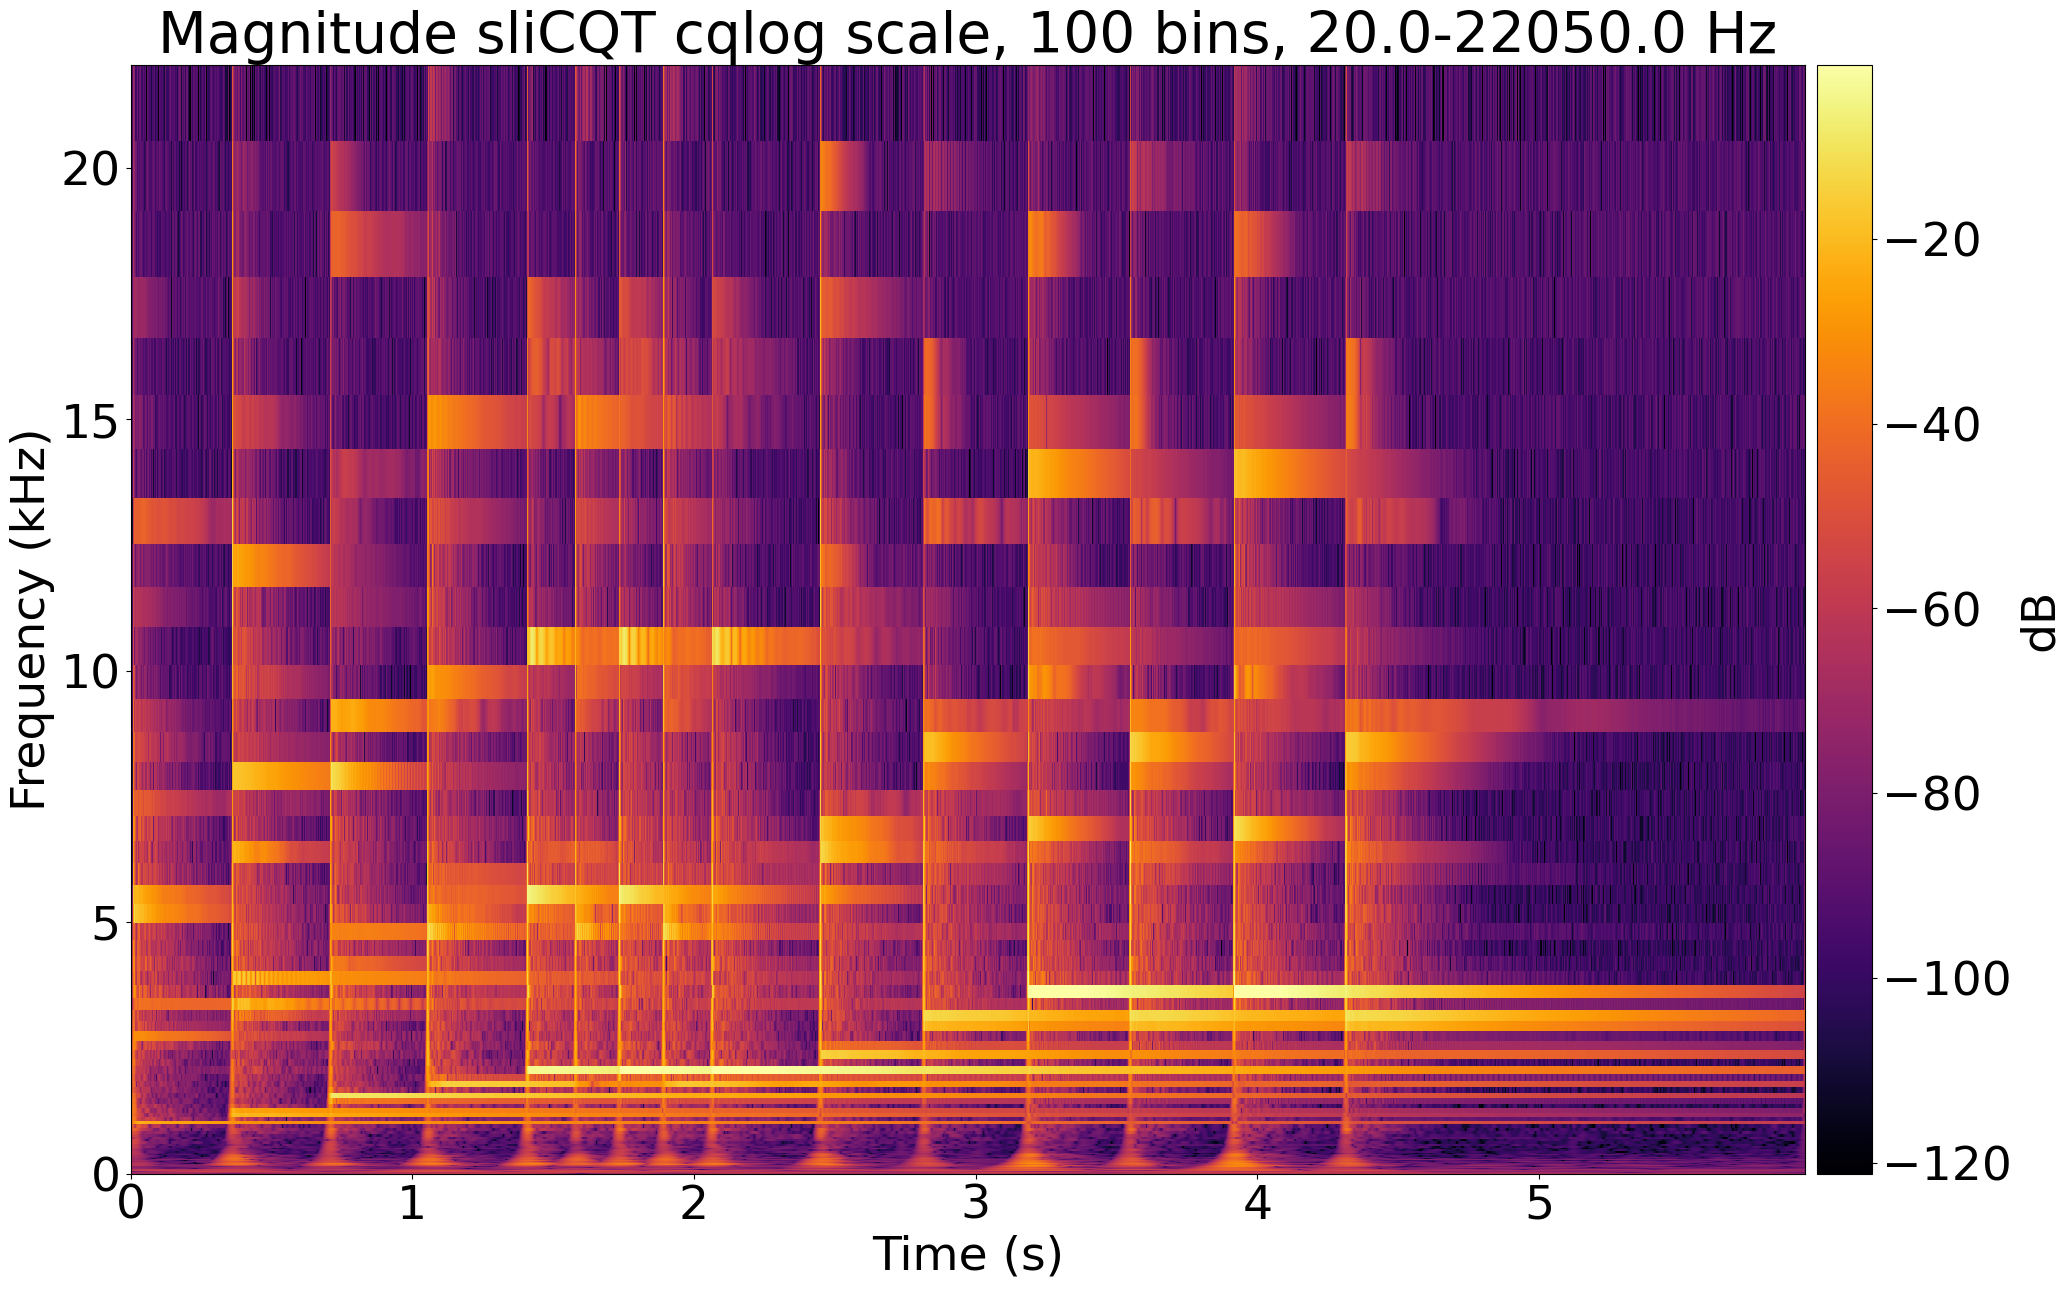 Magnitude sliCQT cqlog scale, 100 bins, 20.0-22050.0 Hz
Frequency (kHz)
20
15
10
5
0
0 1 2 3 4 5
Time (s)
−20
−40
−60
−80
−100
−120
dB